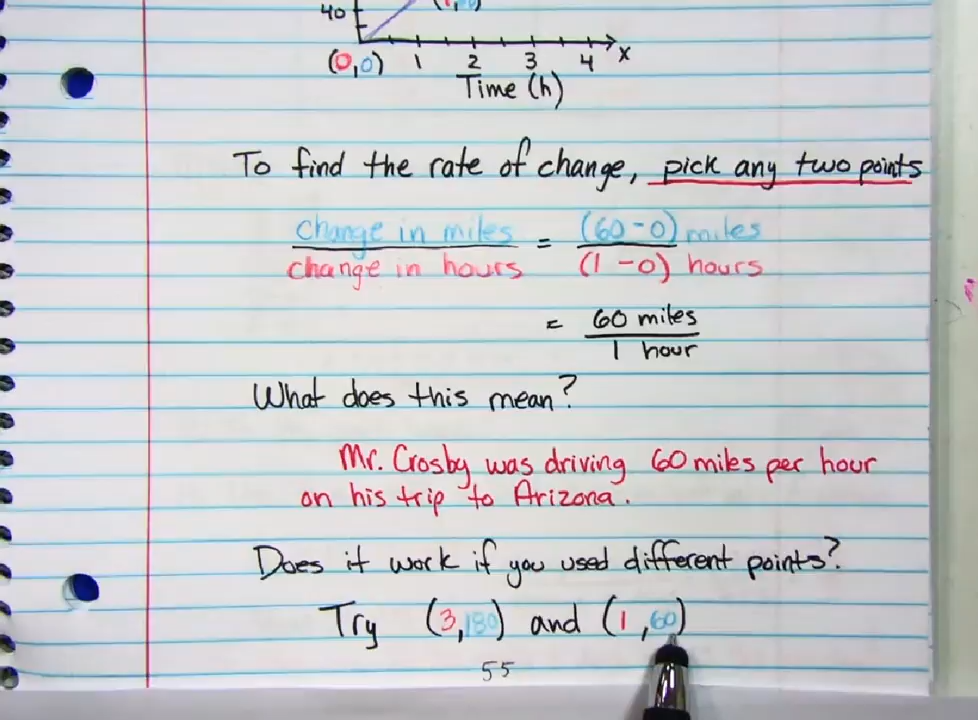 40
(0,0) 1 2 3 4 x
Time (h)
To find the rate of change, pick any two points
change in miles / change in hours = (60-0) miles / (1-0) hours
= 60 miles / 1 hour
What does this mean?
Mr. Crosby was driving 60 miles per hour
on his trip to Arizona.
Does it work if you used different points?
Try (3,180) and (1,60)
55